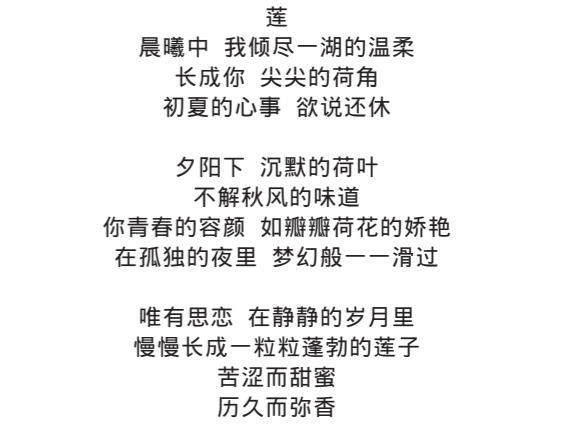 莲
晨曦中 我倾尽一湖的温柔
长成你 尖尖的荷角
初夏的心事 欲说还休
夕阳下 沉默的荷叶
不解秋风的味道
你青春的容颜 如瓣瓣荷花的娇艳
在孤独的夜里 梦幻般一一滑过
唯有思恋 在静静的岁月里
慢慢长成一粒粒蓬勃的莲子
苦涩而甜蜜
历久而弥香